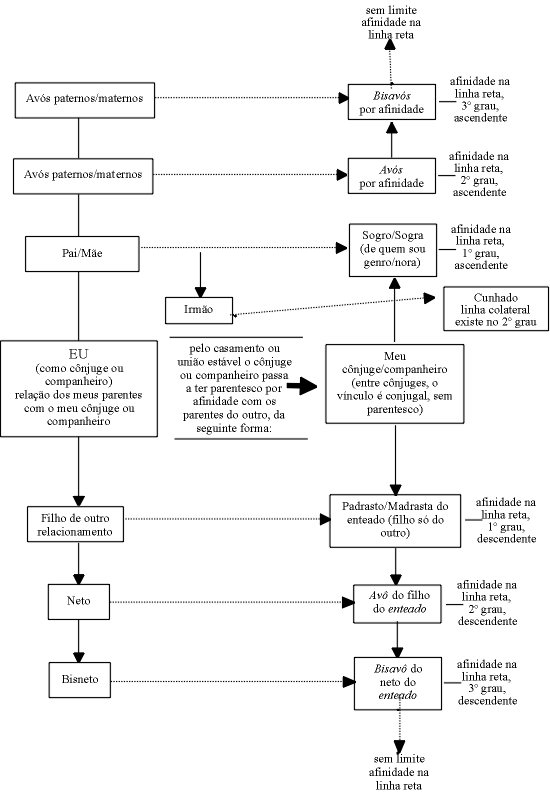 sem limite
afinidade na
linha reta
Avós paternos/maternos
Bisavós
por afinidade
afinidade na
linha reta,
3° grau,
ascendente
Avós paternos/maternos
Avós
por afinidade
afinidade na
linha reta,
2° grau,
ascendente
Pai/Mãe
Sogro/Sogra
(de quem sou
genro/nora)
afinidade na
linha reta,
1° grau,
ascendente
Irmão
Cunhado
linha colateral
existe no 2° grau
EU
(como cônjuge ou
companheiro)
relação dos meus parentes
com o meu cônjuge ou
companheiro
pelo casamento ou
união estável o cônjuge
ou companheiro passa
a ter parentesco por
afinidade com os
parentes do outro, da
seguinte forma:
Meu
cônjuge/companheiro
(entre cônjuges, o
vínculo é conjugal, sem
parentesco)
Filho de outro
relacionamento
Padrasto/Madrasta do
enteado (filho só do
outro)
afinidade na
linha reta,
1° grau,
descendente
Neto
Avô do filho
do enteado
afinidade na
linha reta,
2° grau,
descendente
Bisneto
Bisavô do
neto do
enteado
afinidade na
linha reta,
3° grau,
descendente
sem limite
afinidade na
linha reta